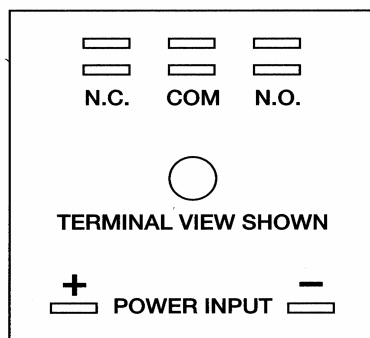 N.C. COM N.O.
TERMINAL VIEW SHOWN
+ −
POWER INPUT